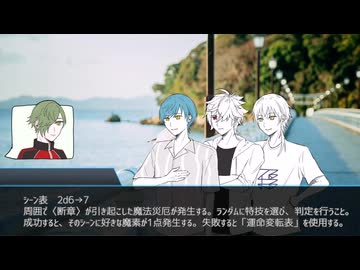 ｼｰﾝ表　2d6→7
周囲で〈断章〉が引き起こした魔法災厄が発生する。ランダムに特技を選び、判定を行うこと。
成功すると、そのシーンに好きな魔素が1点発生する。失敗すると「運命変転表」を使用する。